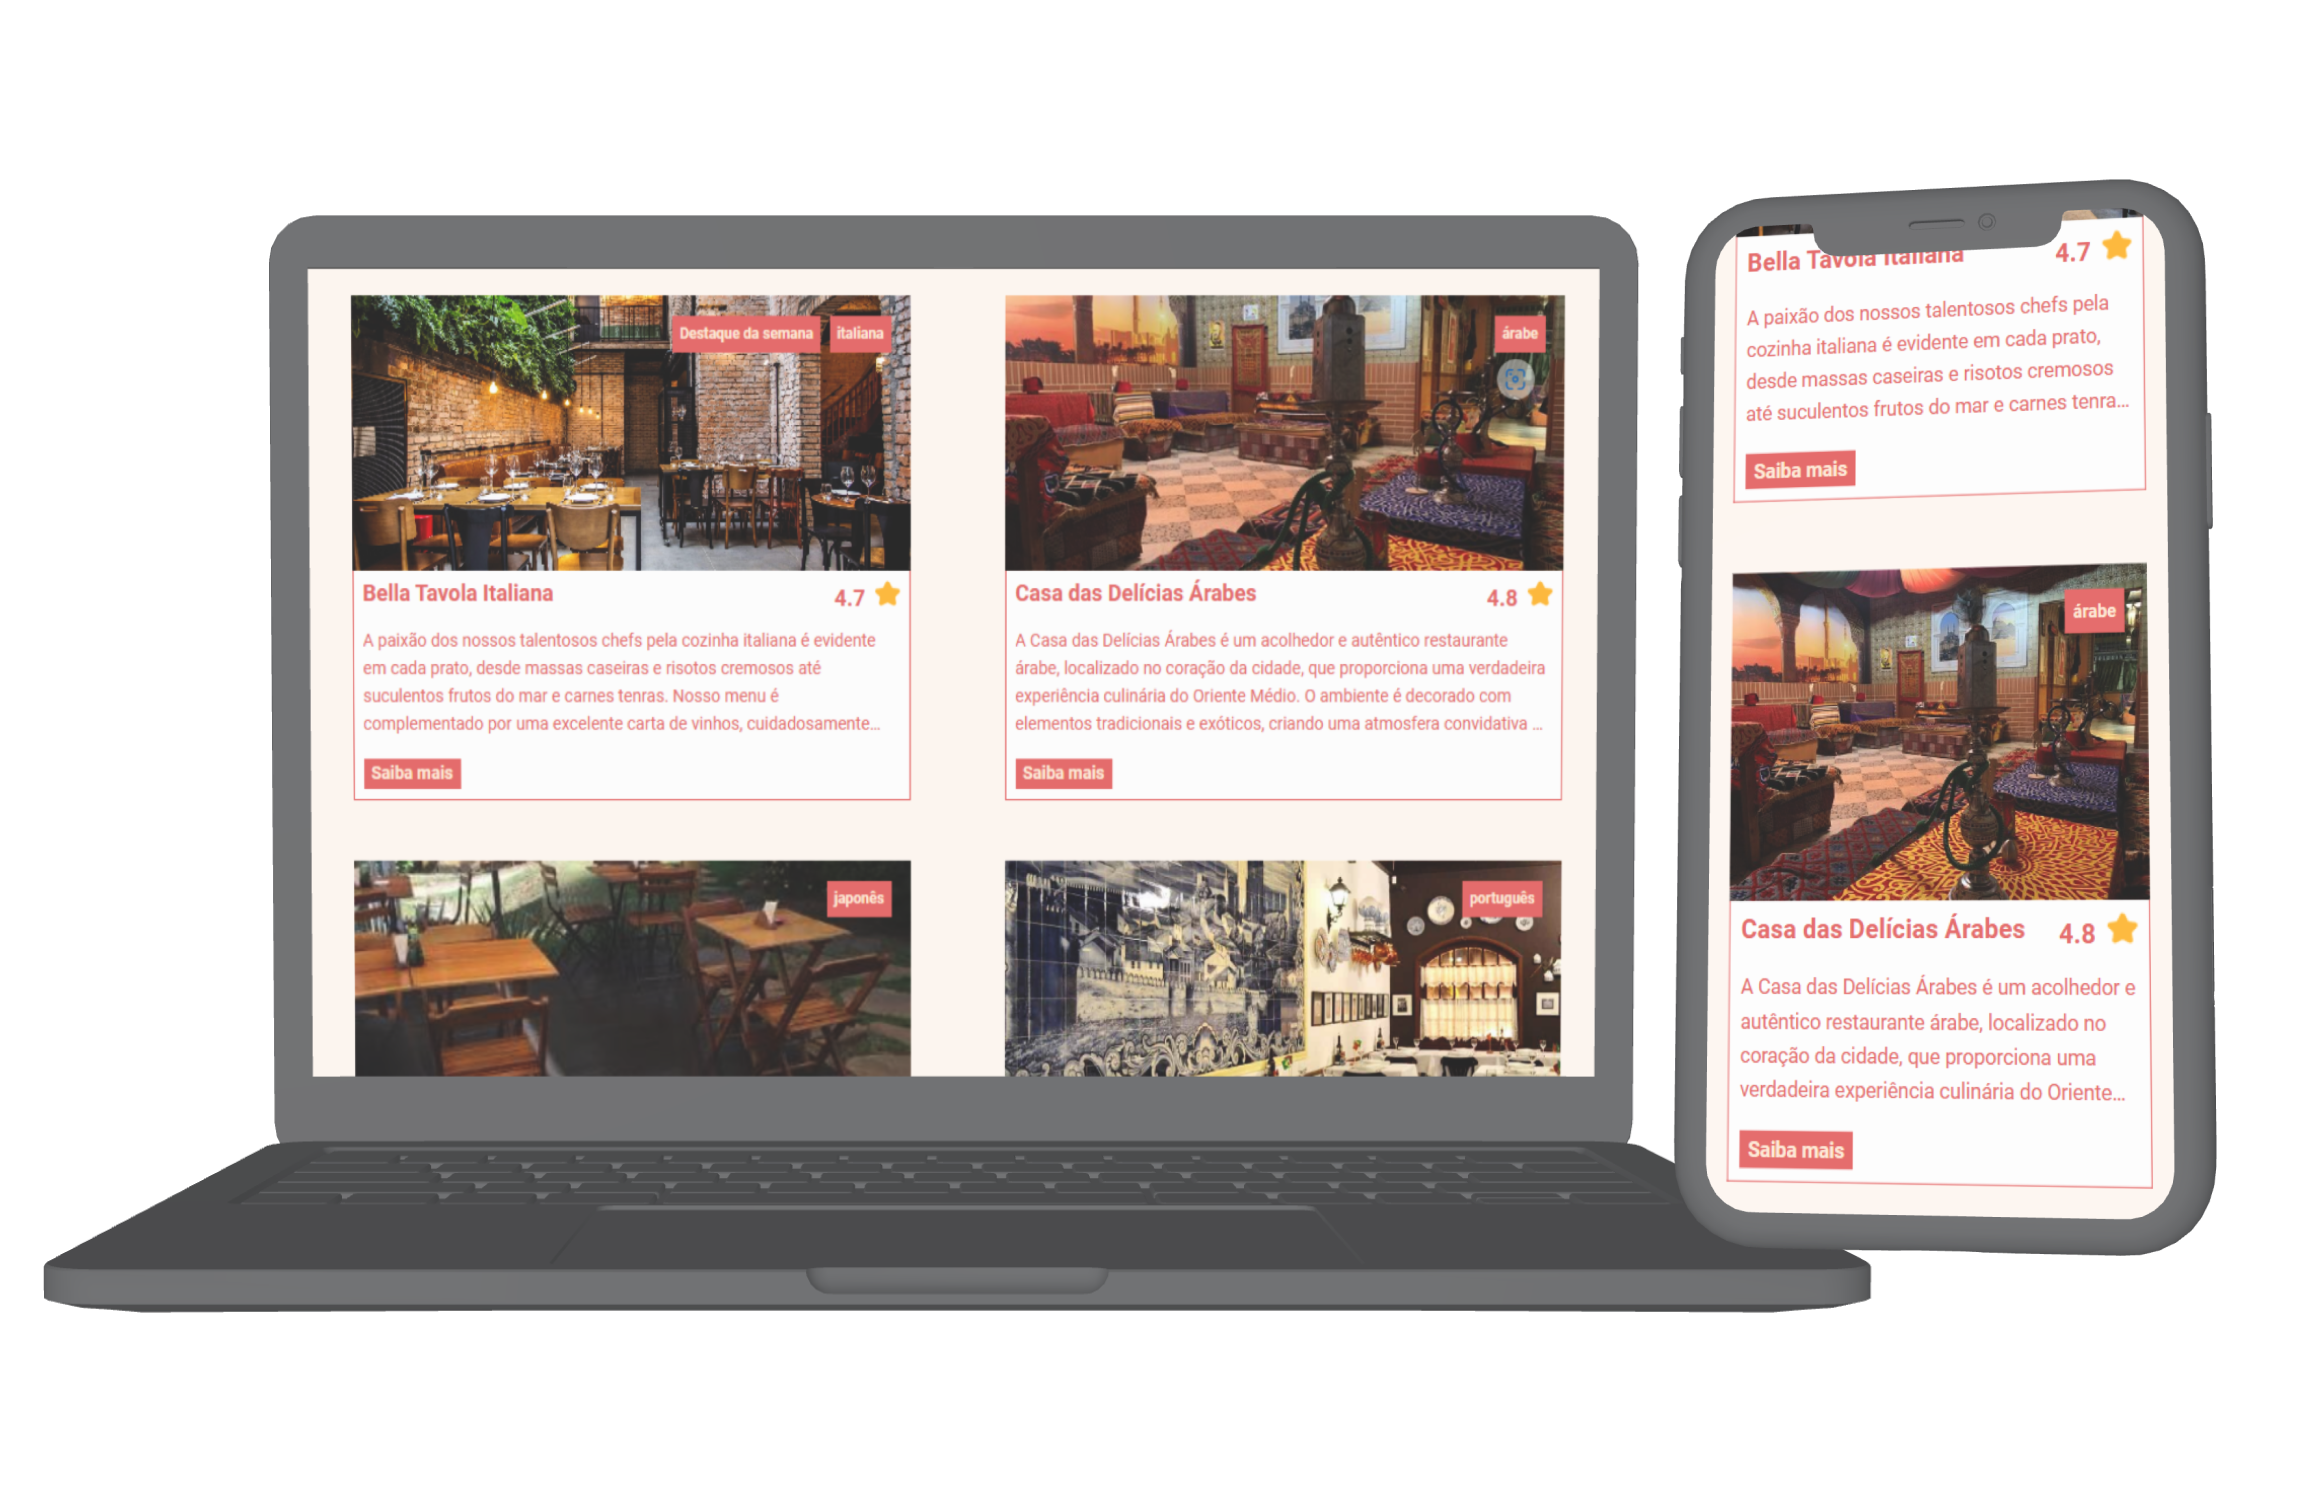 Destaque da semana
italiana
Bella Tavola Italiana
4.7
A paixão dos nossos talentosos chefs pela cozinha italiana é evidente
em cada prato, desde massas caseiras e risotos cremosos até
suculentos frutos do mar e carnes tenras. Nosso menu é
complementado por uma excelente carta de vinhos, cuidadosamente...
Saiba mais
árabe
Casa das Delícias Árabes
4.8
A Casa das Delícias Árabes é um acolhedor e autêntico restaurante
árabe, localizado no coração da cidade, que proporciona uma verdadeira
experiência culinária do Oriente Médio. O ambiente é decorado com
elementos tradicionais e exóticos, criando uma atmosfera convidativa ...
Saiba mais
japonês
português
Bella Tavola Italiana
4.7
A paixão dos nossos talentosos chefs pela
cozinha italiana é evidente em cada prato,
desde massas caseiras e risotos cremosos
até suculentos frutos do mar e carnes tenra...
Saiba mais
árabe
Casa das Delícias Árabes
4.8
A Casa das Delícias Árabes é um acolhedor e
autêntico restaurante árabe, localizado no
coração da cidade, que proporciona uma
verdadeira experiência culinária do Oriente...
Saiba mais